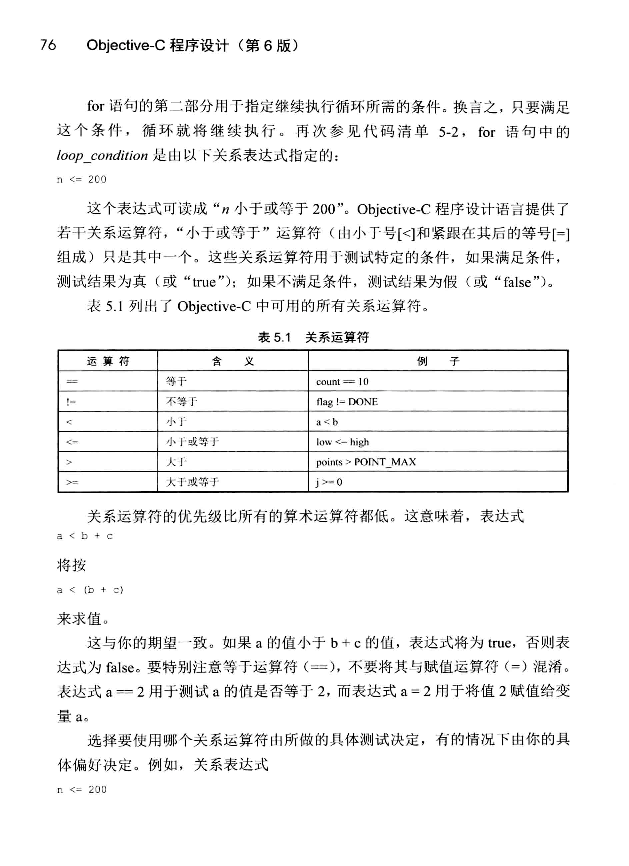 76 Objective-C 程序设计（第 6 版）
for 语句的第二部分用于指定继续执行循环所需的条件。换言之，只要满足
这个条件，循环就将继续执行。再次参见代码清单 5-2，for 语句中的
loop_condition 是由以下关系表达式指定的：
n <= 200
这个表达式可读成“n 小于或等于 200”。Objective-C 程序设计语言提供了
若干关系运算符，“小于或等于”运算符（由小于号[<]和紧跟在其后的等号[=]
组成）只是其中一个。这些关系运算符用于测试特定的条件，如果满足条件，
测试结果为真（或“true”）；如果不满足条件，测试结果为假（或“false”）。
表 5.1 列出了 Objective-C 中可用的所有关系运算符。
表 5.1 关系运算符
运算符 含 义 例 子
== 等于 count == 10
!= 不等于 flag != DONE
< 小于 a < b
<= 小于或等于 low <= high
> 大于 points > POINT_MAX
>= 大于或等于 j >= 0
关系运算符的优先级比所有的算术运算符都低。这意味着，表达式
a < b + c
将按
a < (b + c)
来求值。
这与你的期望一致。如果 a 的值小于 b + c 的值，表达式将为 true，否则表
达式为 false。要特别注意等于运算符（==），不要将其与赋值运算符（=）混淆。
表达式 a == 2 用于测试 a 的值是否等于 2，而表达式 a = 2 用于将值 2 赋值给变
量 a。
选择要使用哪个关系运算符由所做的具体测试决定，有的情况下由你的具
体偏好决定。例如，关系表达式
n <= 200